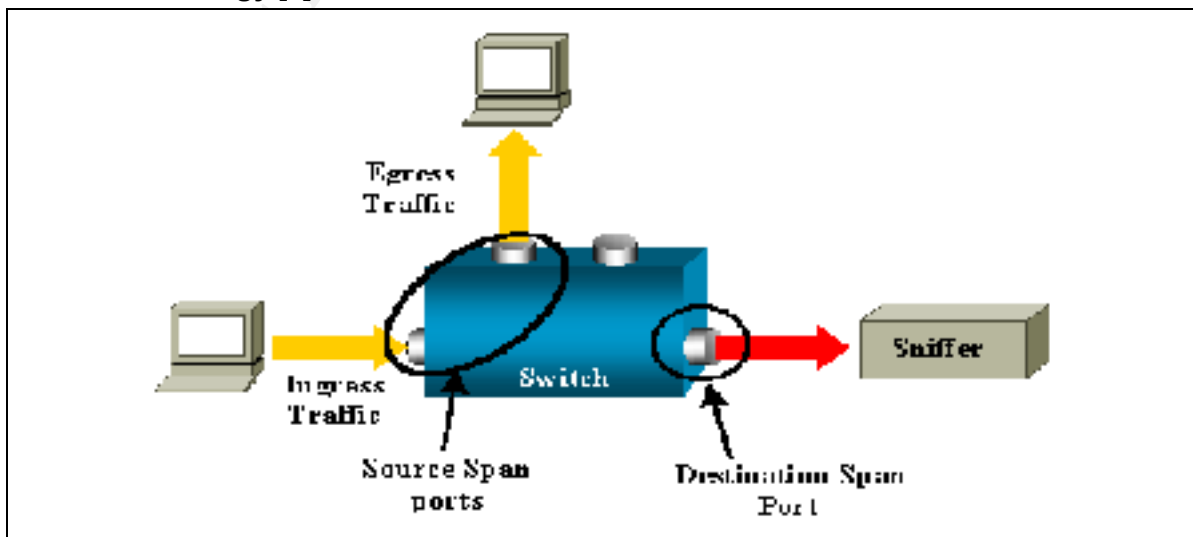 Egress
Traffic
Ingress
Traffic
Switch
Sniffer
Source Span
ports
Destination Span
Port